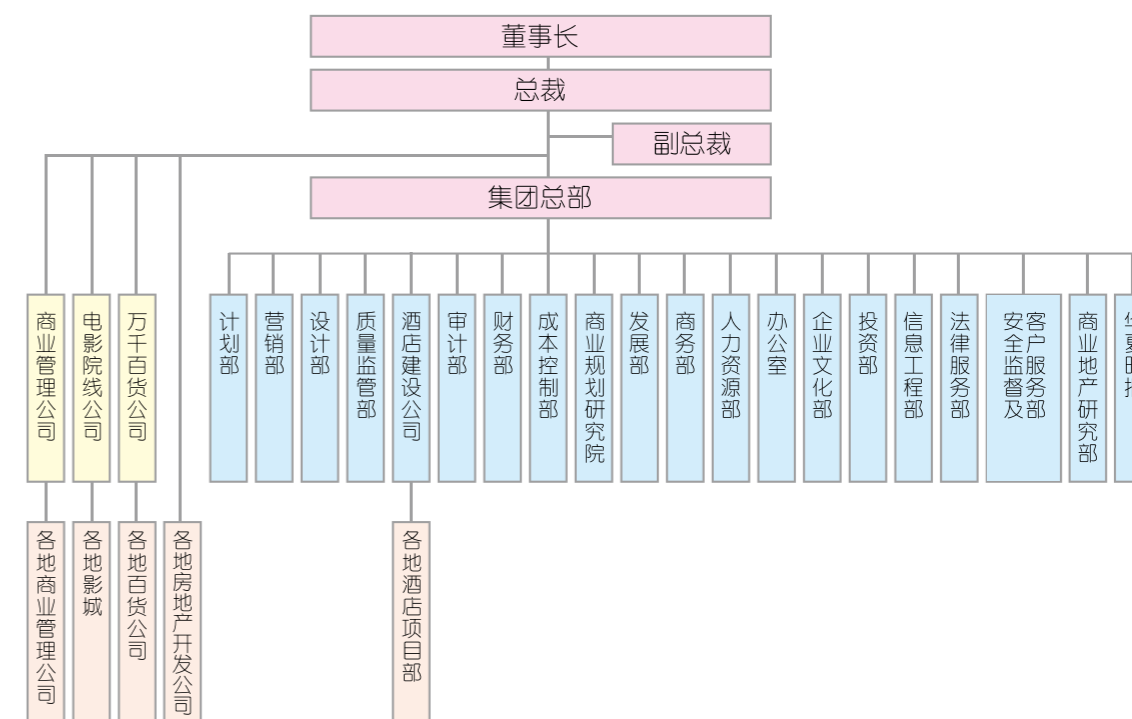 董事长
总裁
副总裁
集团总部
商业管理公司
电影院线公司
万千百货公司
计划部
营销部
设计部
质量监管部
酒店建设公司
审计部
财务部
成本控制部
商业规划研究院
发展部
商务部
人力资源部
办公室
企业文化部
投资部
信息工程部
法律服务部
安全监督及
客户服务部
商业地产研究部
各地商业管理公司
各地影城
各地百货公司
各地房地产开发公司
各地酒店项目部